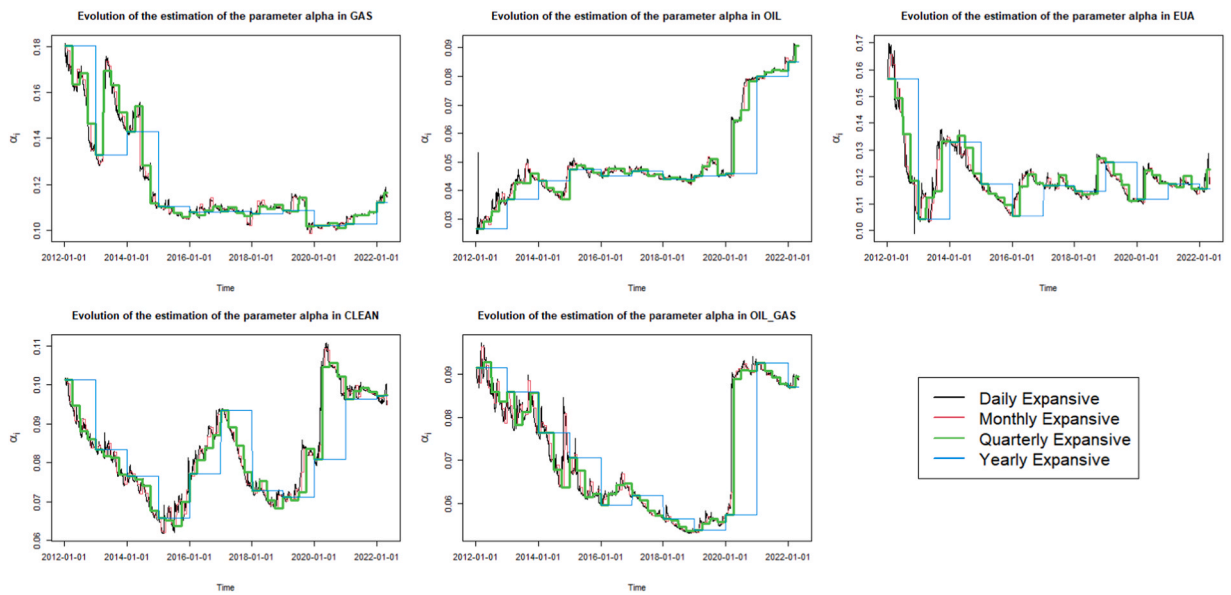 Evolution of the estimation of the parameter alpha in GAS
αi
0.18
0.16
0.14
0.12
0.10
2012-01-01 2014-01-01 2016-01-01 2018-01-01 2020-01-01 2022-01-01
Time
Evolution of the estimation of the parameter alpha in OIL
αi
0.09
0.08
0.07
0.06
0.05
0.04
0.03
2012-01-01 2014-01-01 2016-01-01 2018-01-01 2020-01-01 2022-01-01
Time
Evolution of the estimation of the parameter alpha in EUA
αi
0.17
0.16
0.15
0.14
0.13
0.12
0.11
0.10
2012-01-01 2014-01-01 2016-01-01 2018-01-01 2020-01-01 2022-01-01
Time
Evolution of the estimation of the parameter alpha in CLEAN
αi
0.11
0.10
0.09
0.08
0.07
0.06
2012-01-01 2014-01-01 2016-01-01 2018-01-01 2020-01-01 2022-01-01
Time
Evolution of the estimation of the parameter alpha in OIL_GAS
αi
0.09
0.08
0.07
0.06
2012-01-01 2014-01-01 2016-01-01 2018-01-01 2020-01-01 2022-01-01
Time
Daily Expansive
Monthly Expansive
Quarterly Expansive
Yearly Expansive